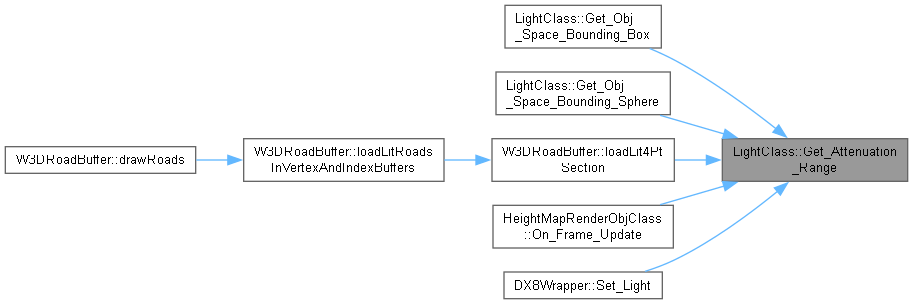 LightClass::Get_Obj
_Space_Bounding_Box
LightClass::Get_Obj
_Space_Bounding_Sphere
W3DRoadBuffer::drawRoads
W3DRoadBuffer::loadLitRoads
InVertexAndIndexBuffers
W3DRoadBuffer::loadLit4Pt
Section
LightClass::Get_Attenuation
_Range
HeightMapRenderObjClass
::On_Frame_Update
DX8Wrapper::Set_Light